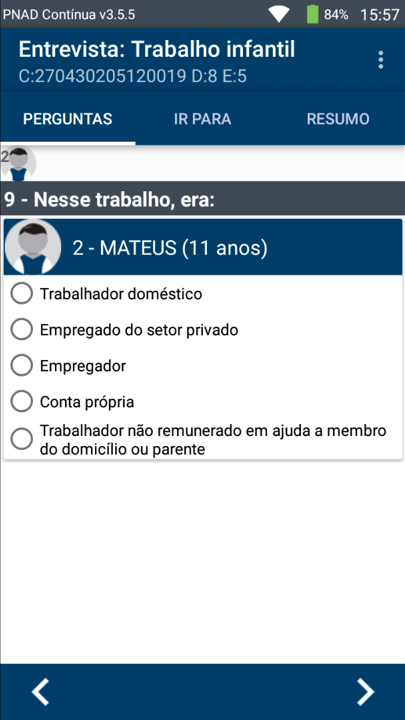 PNAD Contínua v3.5.5 84% 15:57
Entrevista: Trabalho infantil
C:270430205120019 D:8 E:5
PERGUNTAS IR PARA RESUMO
2
9 - Nesse trabalho, era:
2 - MATEUS (11 anos)
Trabalhador doméstico
Empregado do setor privado
Empregador
Conta própria
Trabalhador não remunerado em ajuda a membro
do domicílio ou parente